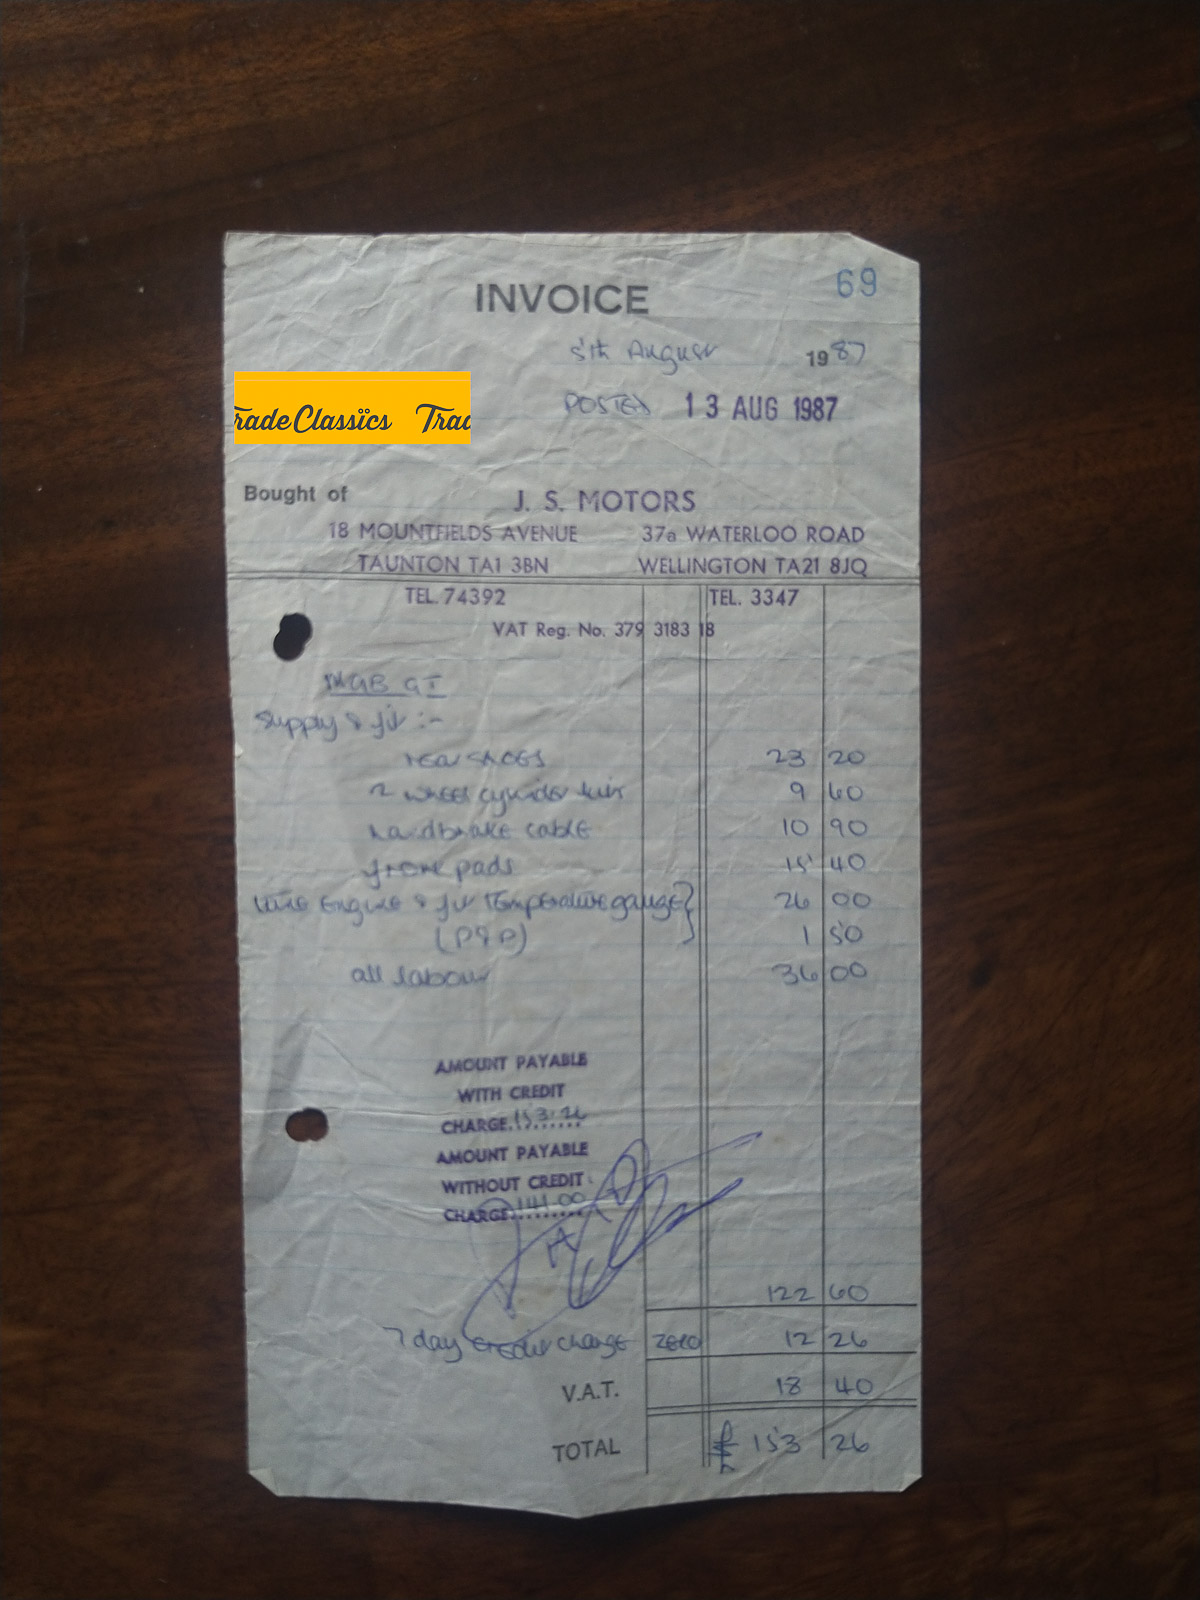 INVOICE
69
5th August 1987
POSTED 13 AUG 1987
rade Classics Trad
Bought of
J. S. MOTORS
18 MOUNTFIELDS AVENUE 37a WATERLOO ROAD
TAUNTON TA1 3BN WELLINGTON TA21 8JQ
TEL. 74392 TEL. 3347
VAT Reg. No. 379 3183 18
MGB GT
Supply & fit :-
rear shoes 23 20
2 wheel cylinder kits 9 60
handbrake cable 10 90
front pads 15 40
tune engine & fit temperature gauge 26 00
(P&P) 1 50
all labour 36 00
AMOUNT PAYABLE
WITH CREDIT
CHARGE 153.26
AMOUNT PAYABLE
WITHOUT CREDIT
CHARGE 141.00
122 60
7 day credit charge ZERO 12 26
V.A.T. 18 40
TOTAL £ 153 26